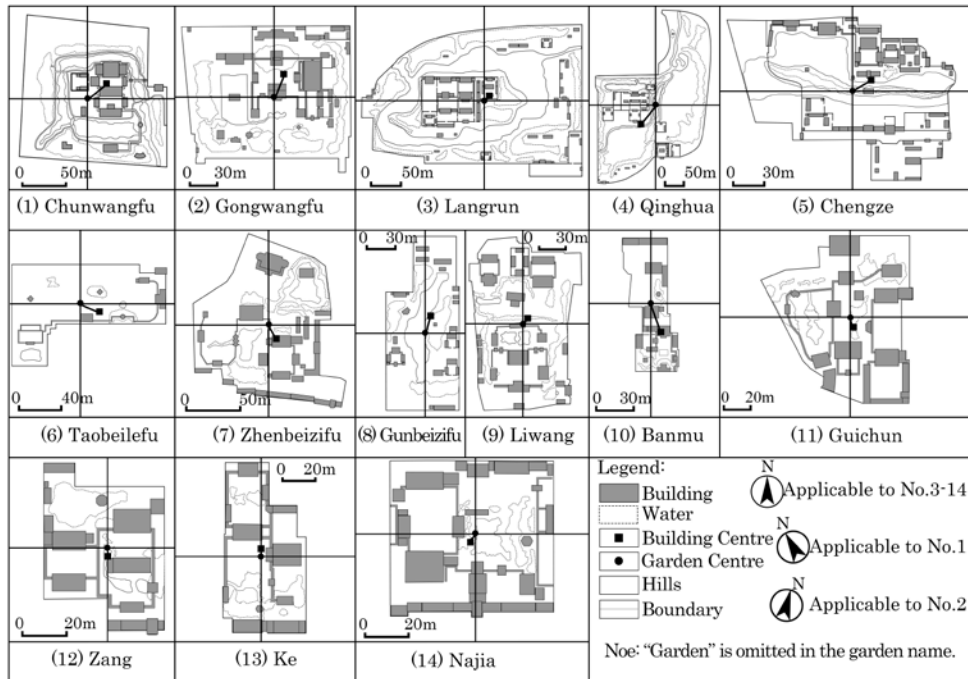 50m
(1) Chunwangfu
30m
(2) Gongwangfu
50m
(3) Langrun
0 50m
(4) Qinghua
0 30m
(5) Chengze
0 40m
(6) Taobeilefu
0 50m
(7) Zhenbeizifu
0 30m
(8) Gunbeizifu
0 30m
(9) Liwang
0 30m
(10) Banmu
0 20m
(11) Guichun
0 20m
(12) Zang
0 20m
(13) Ke
0 20m
(14) Najia
Legend:
Building
Water
Building Centre
Garden Centre
Hills
Boundary
N
Applicable to No.3-14
N
Applicable to No.1
N
Applicable to No.2
Noe: “Garden” is omitted in the garden name.